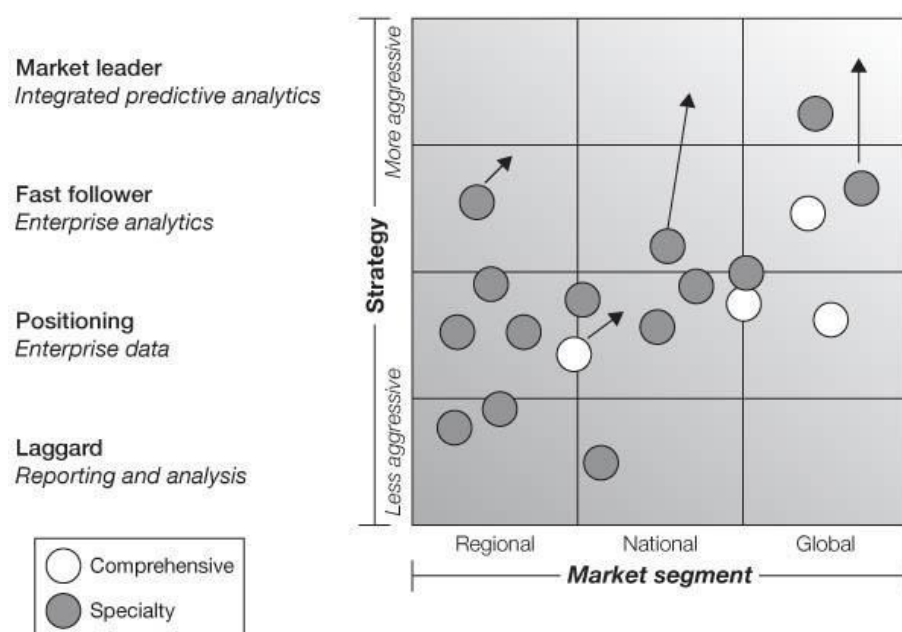 Market leader
Integrated predictive analytics
Fast follower
Enterprise analytics
Positioning
Enterprise data
Laggard
Reporting and analysis
Strategy
More aggressive
Less aggressive
Regional
National
Global
Market segment
Comprehensive
Specialty